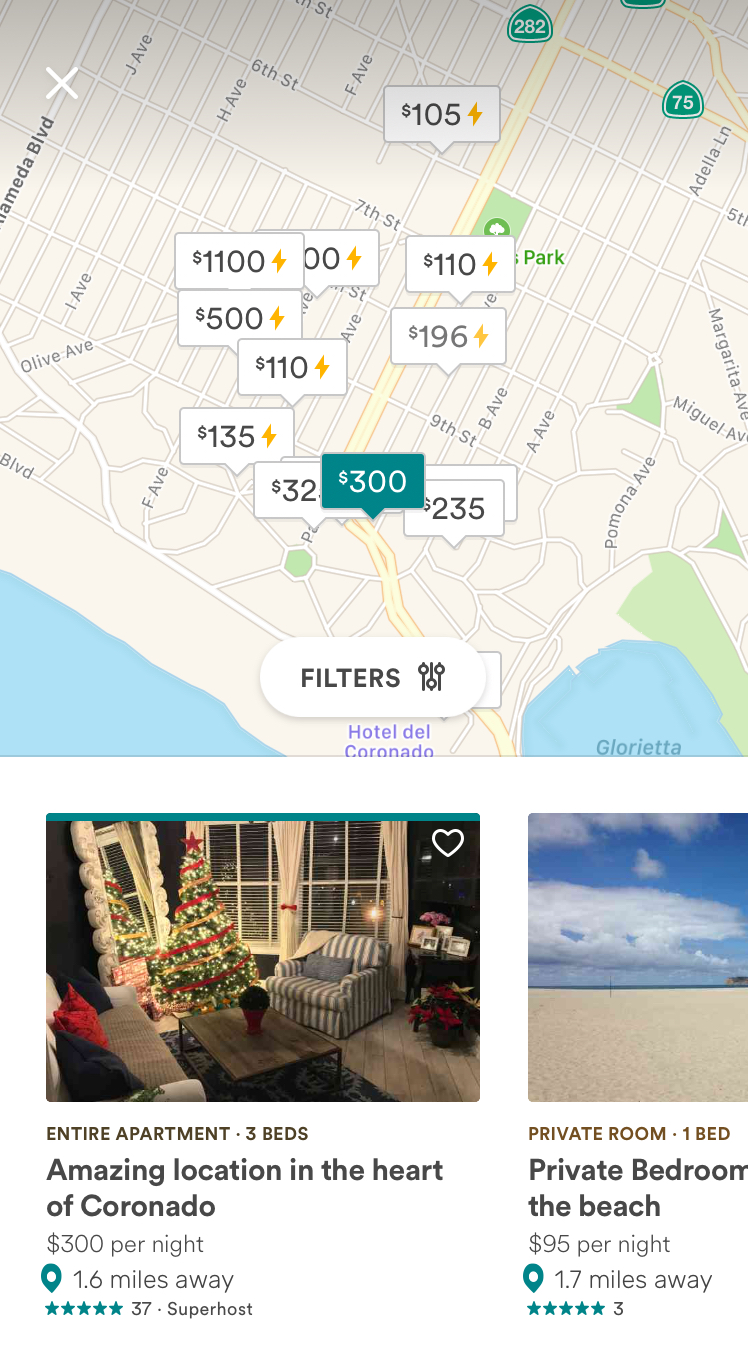 282
75
J Ave
6th St
F Ave
H Ave
$105
Adella Ln
7th St
$1100
00
$110
Park
I Ave
$500
Ave
$196
Olive Ave
$110
Margarita Ave
B Ave
A Ave
9th St
Miguel
$135
Blvd
F Ave
Pomona Ave
$32
$300
$235
FILTERS
Hotel del
Coronado
Glorietta
ENTIRE APARTMENT · 3 BEDS
Amazing location in the heart
of Coronado
$300 per night
1.6 miles away
37 · Superhost
PRIVATE ROOM · 1 BED
Private Bedroom
the beach
$95 per night
1.7 miles away
3